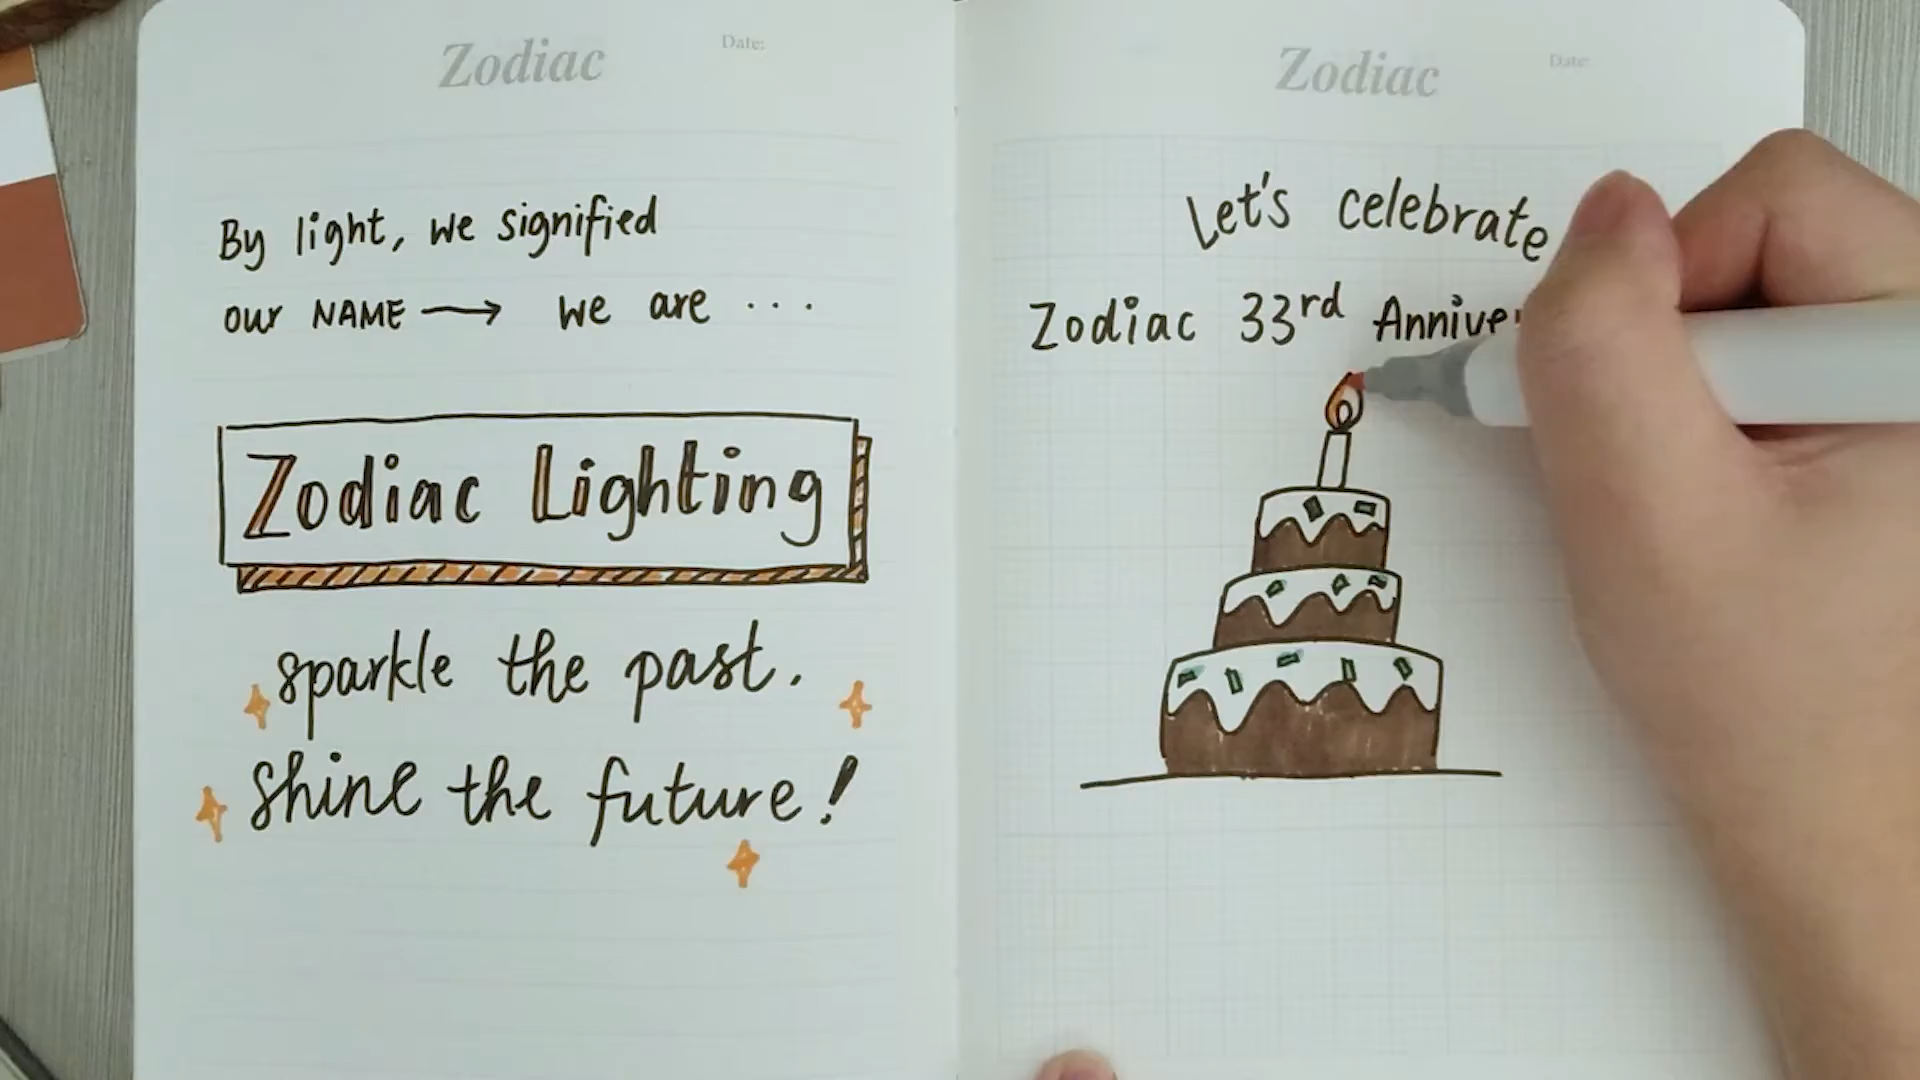 Zodiac Date:
By light, we signified
our NAME → we are ...
Zodiac Lighting
sparkle the past.
shine the future!
Zodiac Date:
Let's celebrate
Zodiac 33rd Anniver